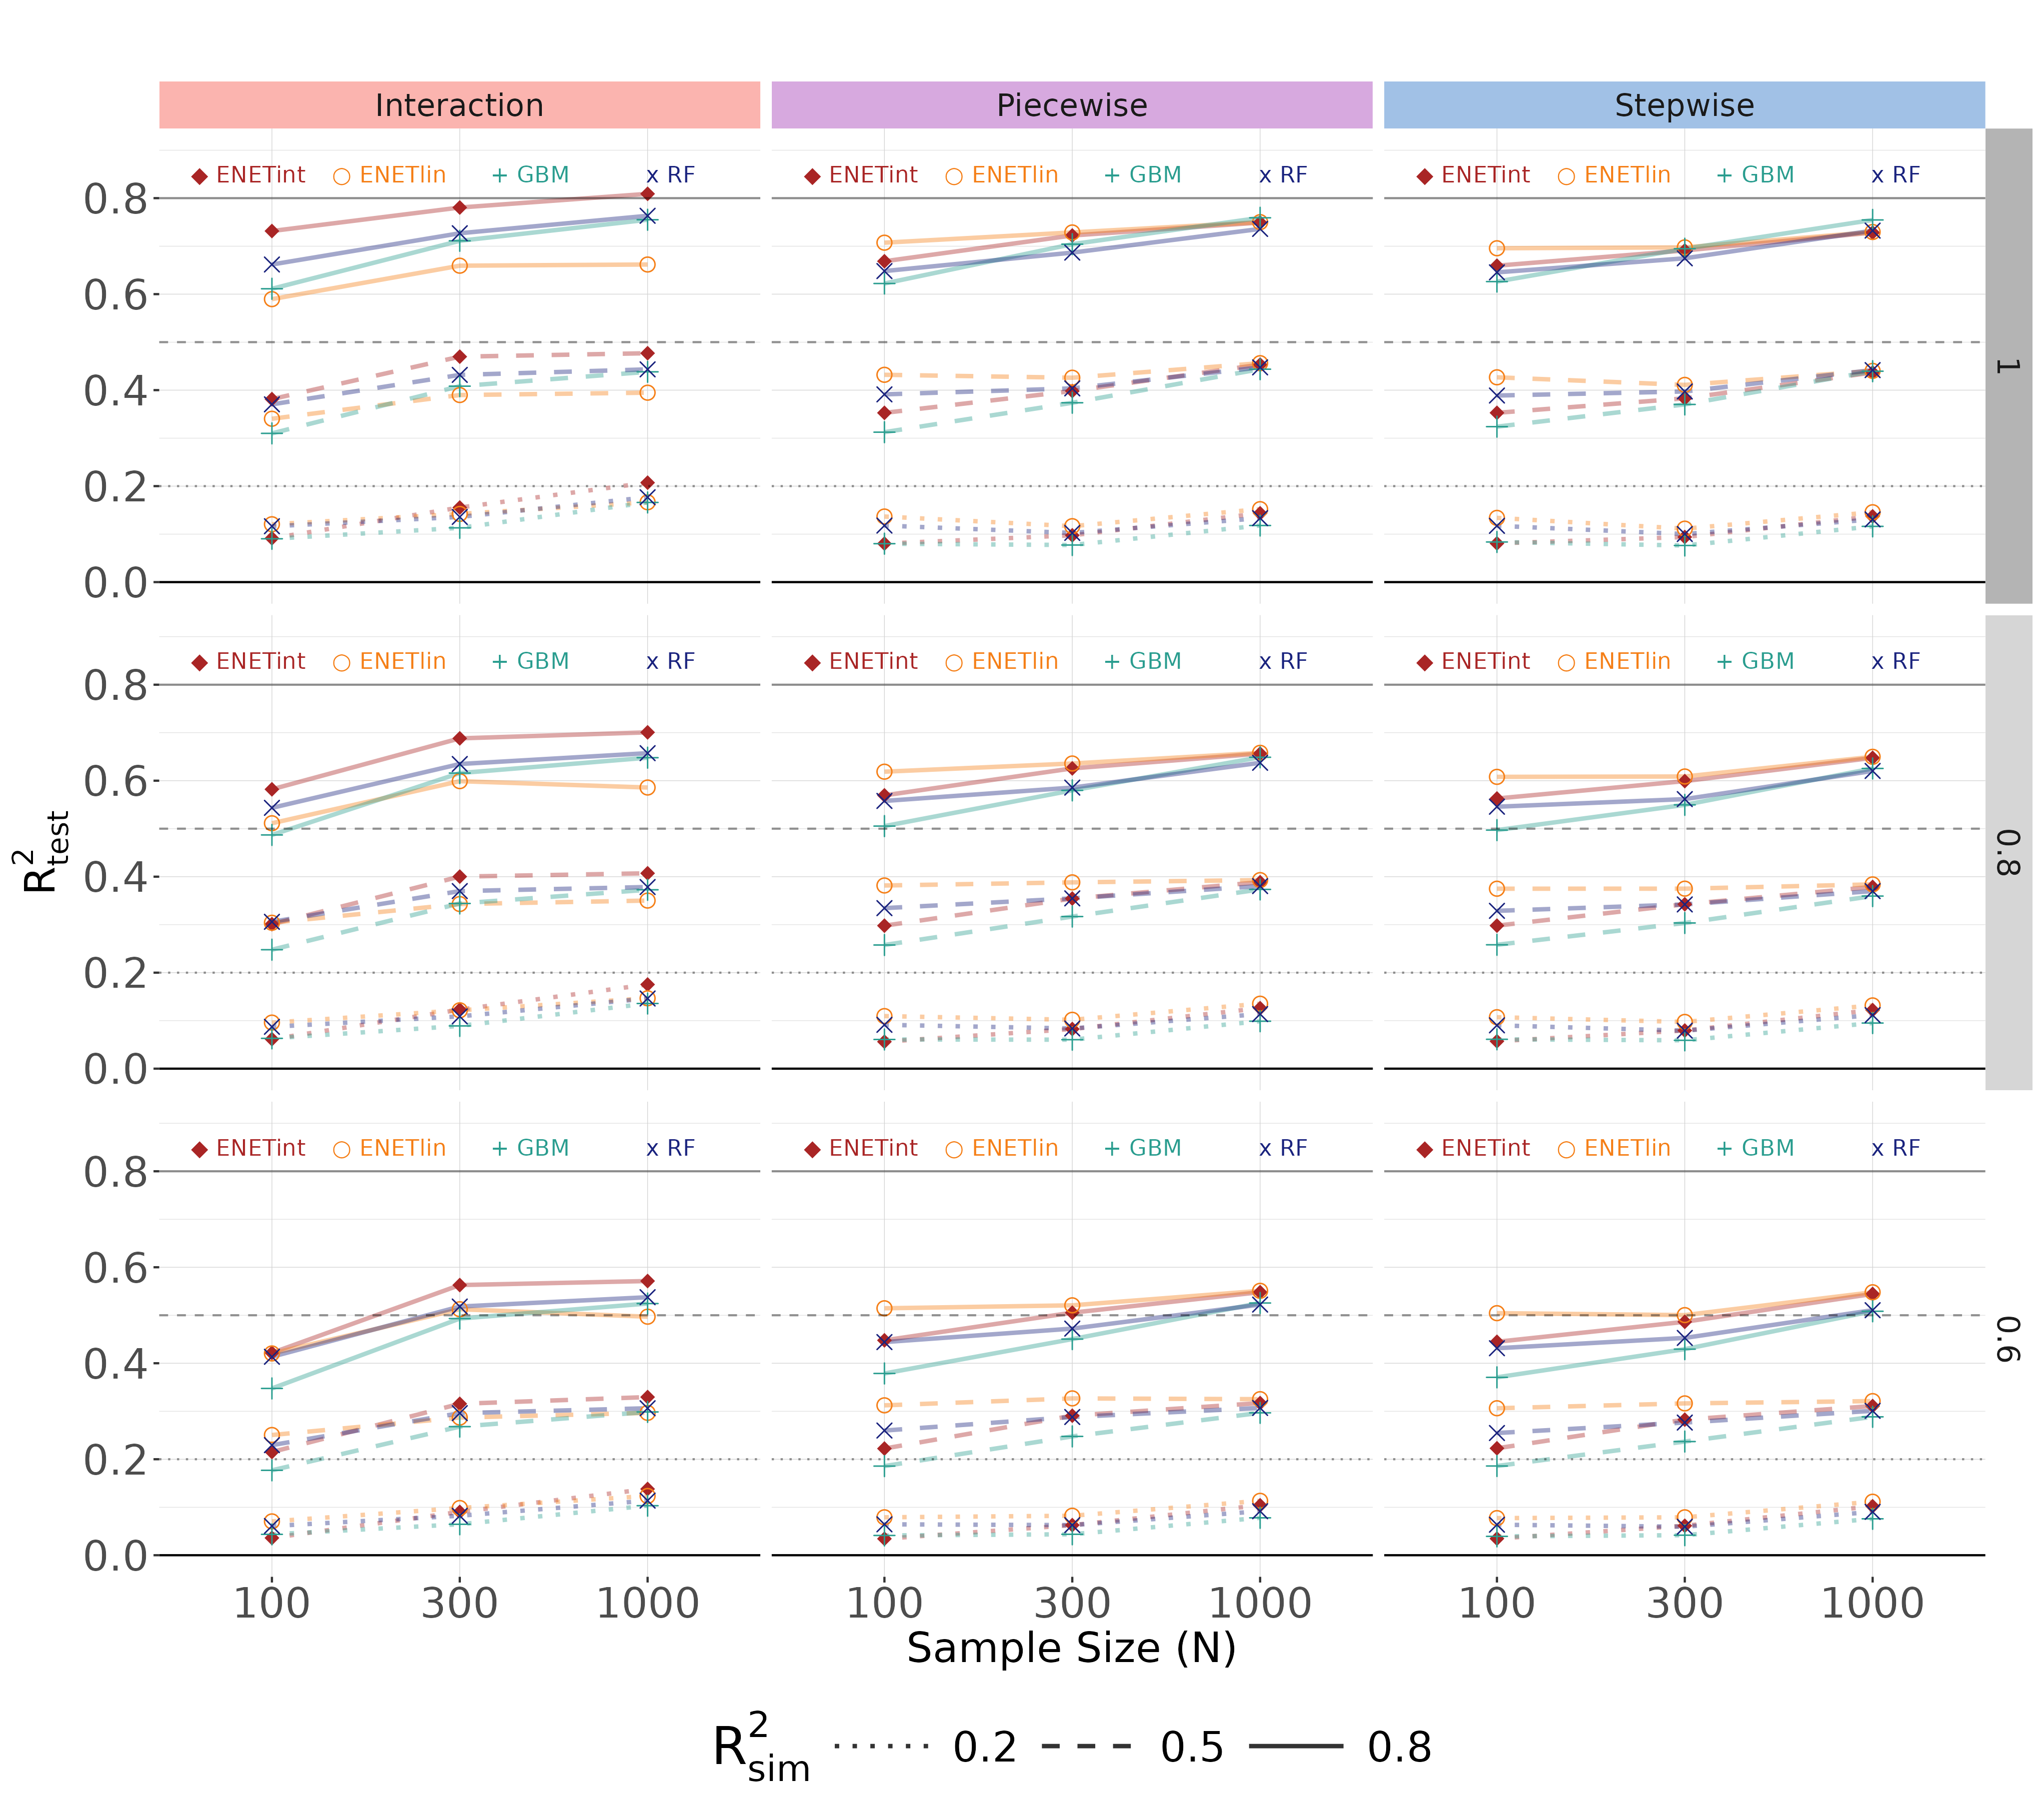 Interaction Piecewise Stepwise
◆ ENETint ○ ENETlin + GBM x RF ◆ ENETint ○ ENETlin + GBM x RF ◆ ENETint ○ ENETlin + GBM x RF
0.8
0.6
0.4
0.2
0.0
1
◆ ENETint ○ ENETlin + GBM x RF ◆ ENETint ○ ENETlin + GBM x RF ◆ ENETint ○ ENETlin + GBM x RF
0.8
0.6
0.4
0.2
0.0
0.8
R²test
◆ ENETint ○ ENETlin + GBM x RF ◆ ENETint ○ ENETlin + GBM x RF ◆ ENETint ○ ENETlin + GBM x RF
0.8
0.6
0.4
0.2
0.0
0.6
100 300 1000 100 300 1000 100 300 1000
Sample Size (N)
R²sim 0.2 0.5 0.8